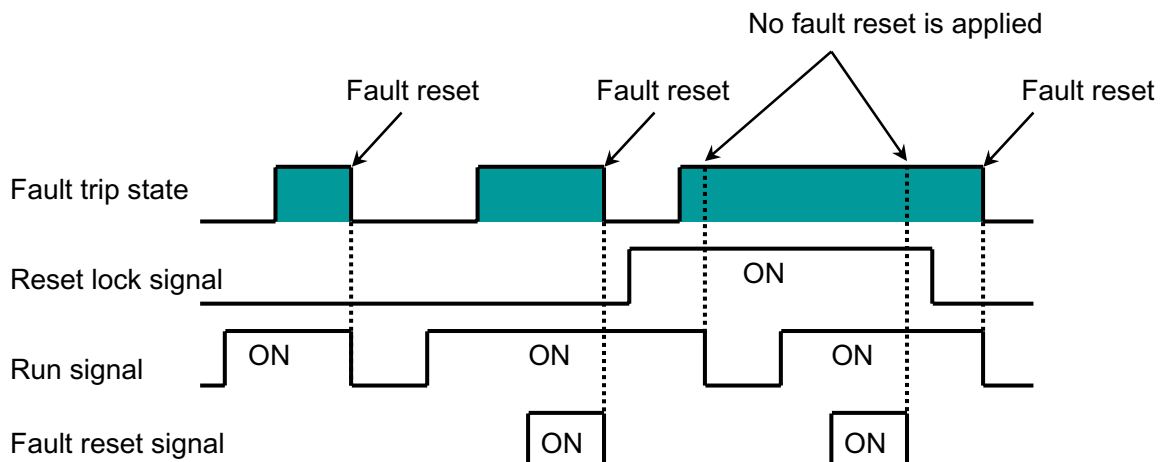 No fault reset is applied
Fault reset
Fault reset
Fault reset
Fault trip state
Reset lock signal
ON
Run signal
ON
ON
ON
Fault reset signal
ON
ON